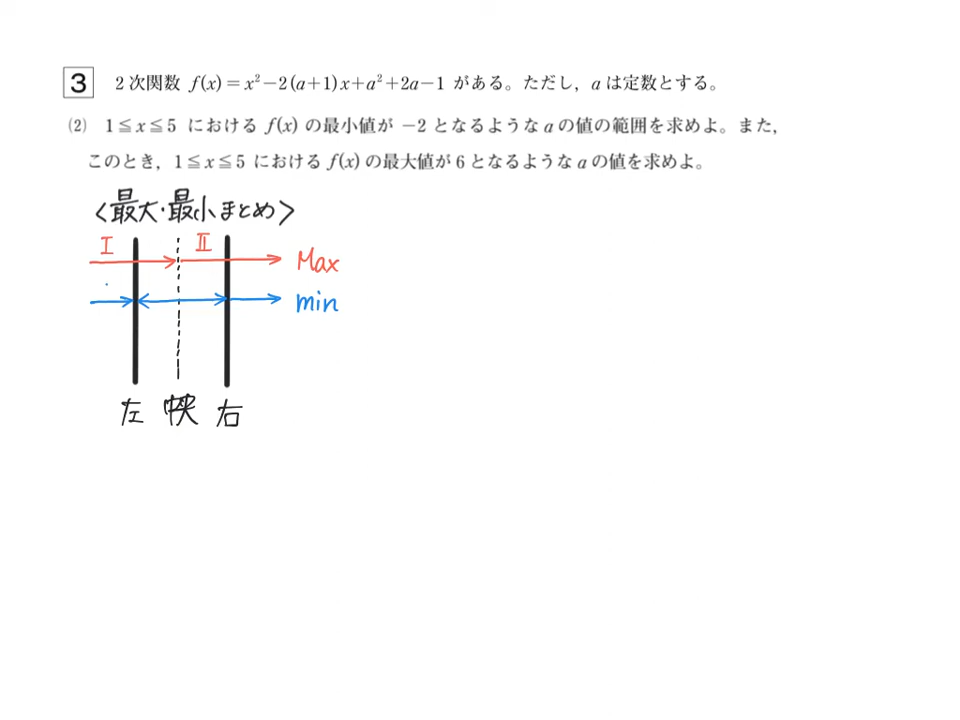 3 2次関数 f(x)=x²−2(a+1)x+a²+2a−1 がある。ただし，a は定数とする。
(2) 1≦x≦5 における f(x) の最小値が −2 となるような a の値の範囲を求めよ。また，
このとき，1≦x≦5 における f(x) の最大値が 6 となるような a の値を求めよ。
<最大・最小まとめ>
I II
Max
min
左 中央 右